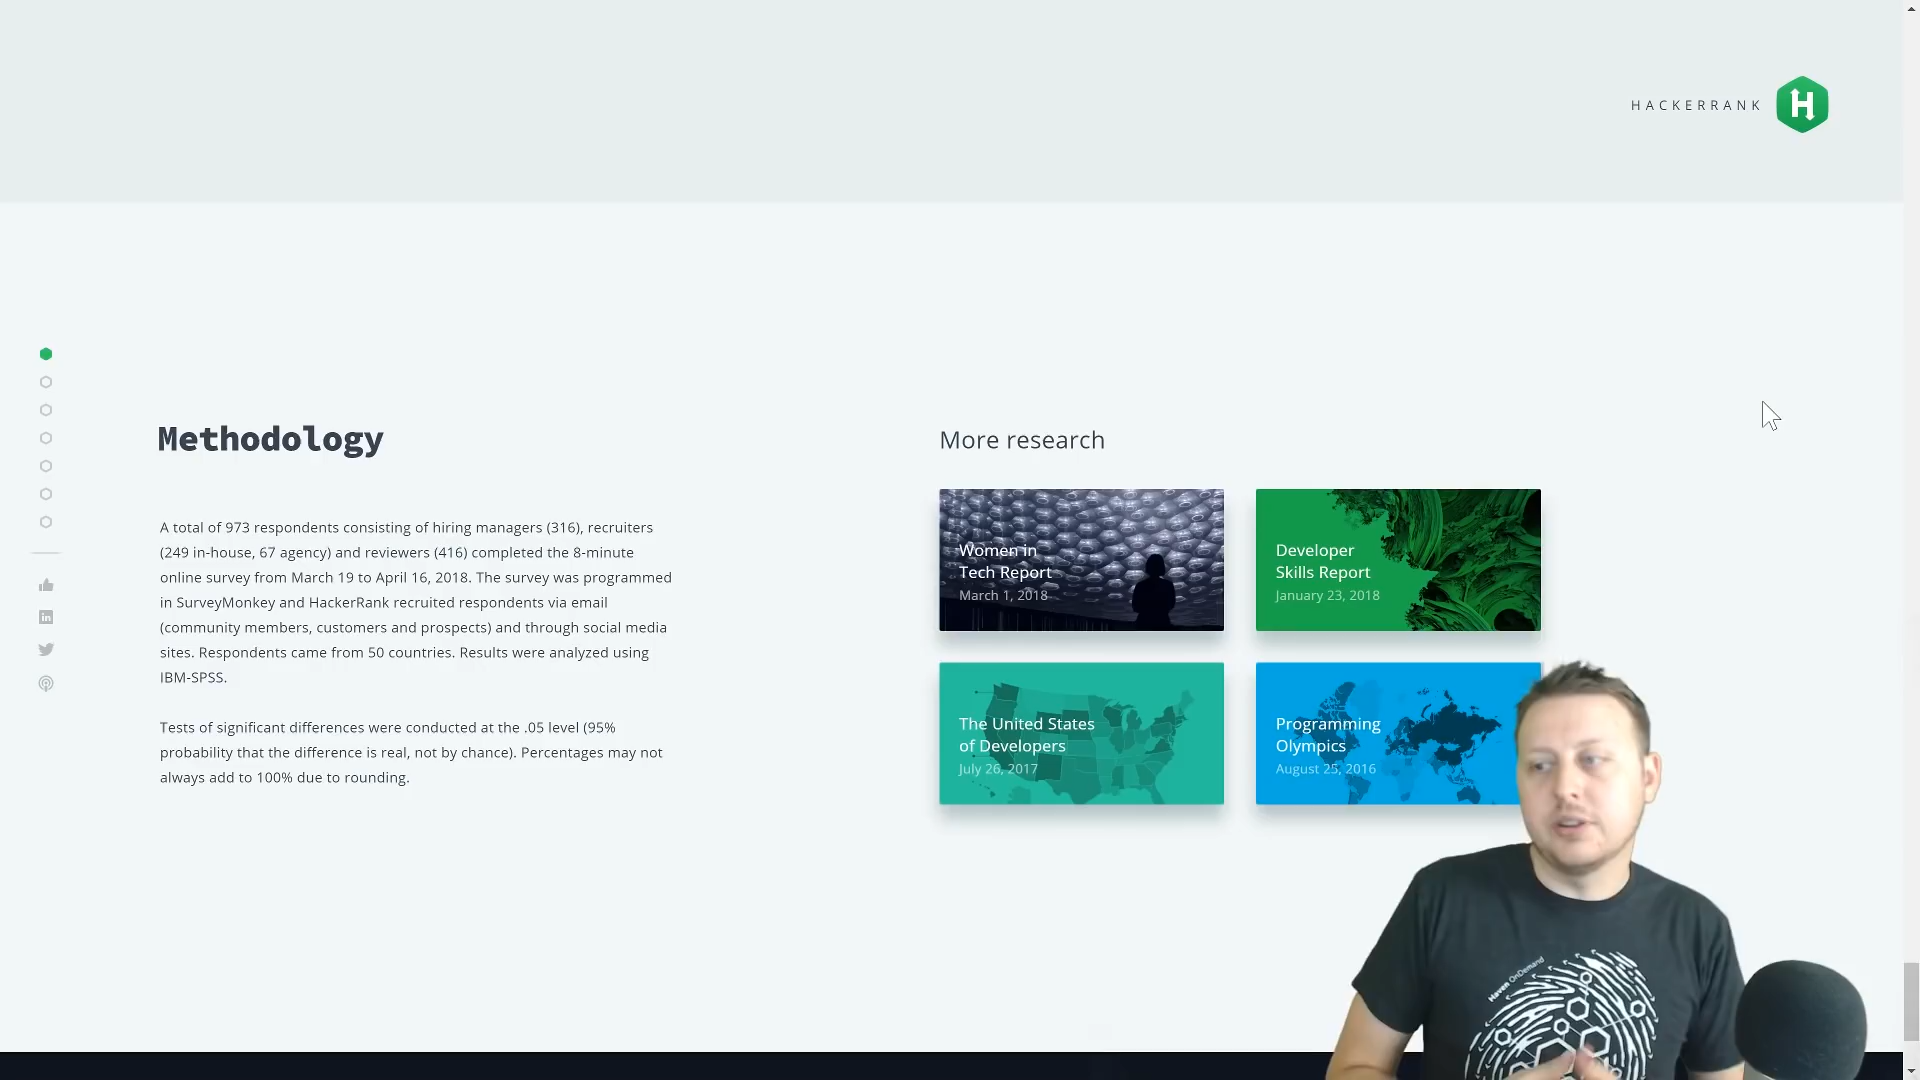 HACKERRANK
Methodology
A total of 973 respondents consisting of hiring managers (316), recruiters
(249 in-house, 67 agency) and reviewers (416) completed the 8-minute
online survey from March 19 to April 16, 2018. The survey was programmed
in SurveyMonkey and HackerRank recruited respondents via email
(community members, customers and prospects) and through social media
sites. Respondents came from 50 countries. Results were analyzed using
IBM-SPSS.
Tests of significant differences were conducted at the .05 level (95%
probability that the difference is real, not by chance). Percentages may not
always add to 100% due to rounding.
More research
Women in
Tech Report
March 1, 2018
Developer
Skills Report
January 23, 2018
The United States
of Developers
July 26, 2017
Programming
Olympics
August 25, 2016
Haven OnDemand